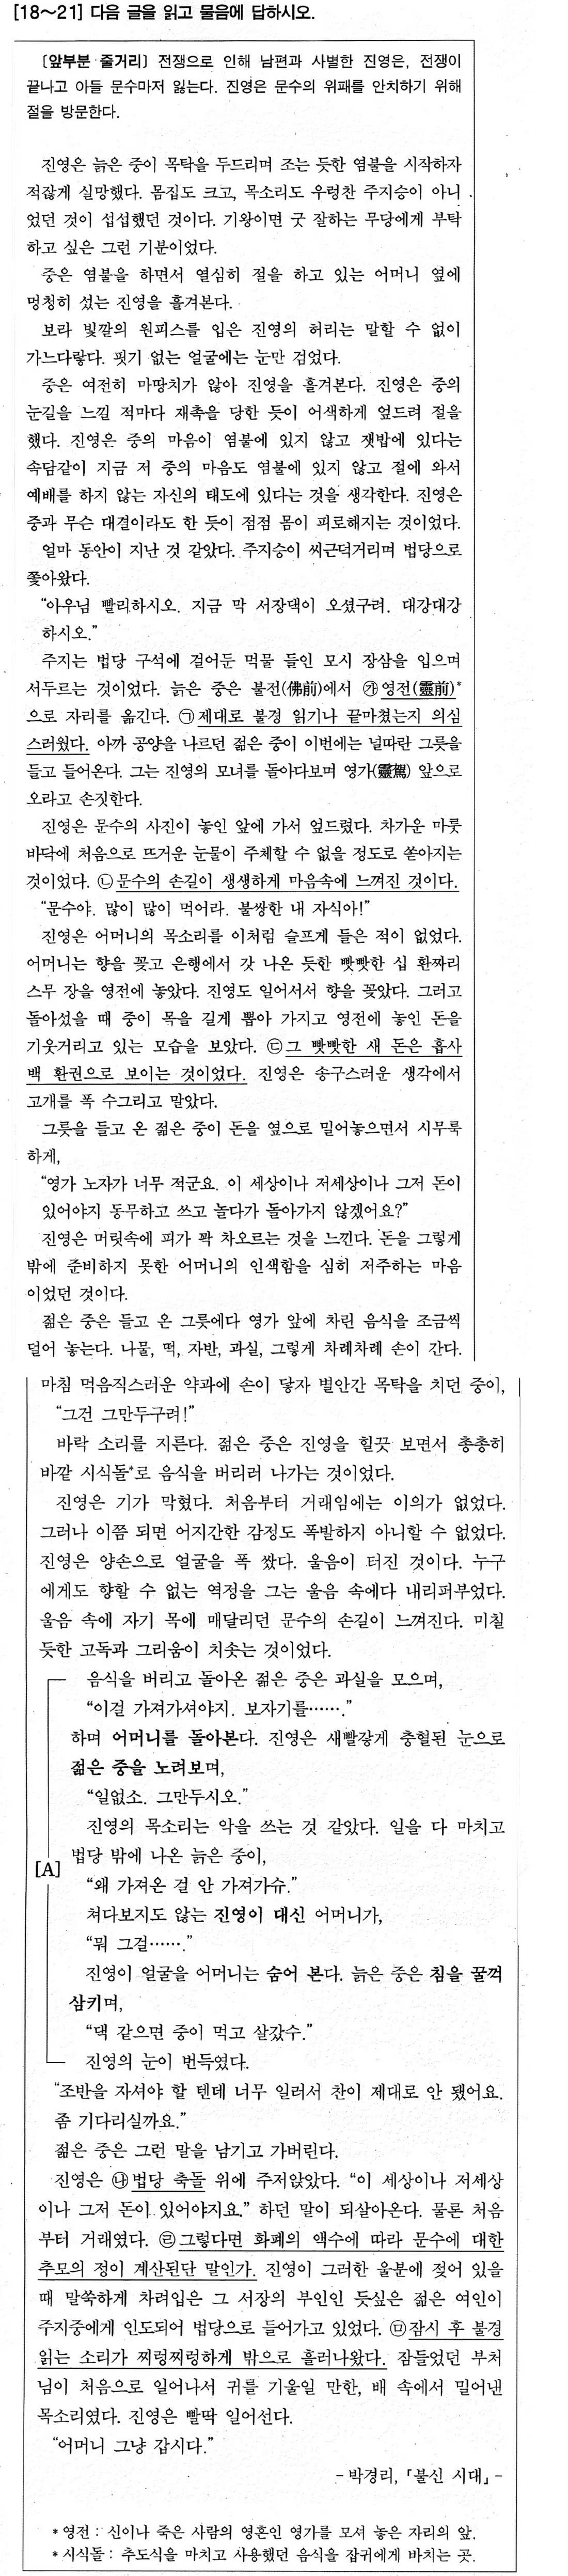 [18～21] 다음 글을 읽고 물음에 답하시오.
[앞부분 줄거리] 전쟁으로 인해 남편과 사별한 진영은, 전쟁이
끝나고 아들 문수마저 잃는다. 진영은 문수의 위패를 안치하기 위해
절을 방문한다.
진영은 늙은 중이 목탁을 두드리며 조는 듯한 염불을 시작하자
적잖게 실망했다. 몸집도 크고, 목소리도 우렁찬 주지승이 아니
었던 것이 섭섭했던 것이다. 기왕이면 굿 잘하는 무당에게 부탁
하고 싶은 그런 기분이었다.
중은 염불을 하면서 열심히 절을 하고 있는 어머니 옆에
멍청히 섰는 진영을 흘겨본다.
보라 빛깔의 원피스를 입은 진영의 허리는 말할 수 없이
가느다랗다. 핏기 없는 얼굴에는 눈만 검었다.
중은 여전히 마땅치가 않아 진영을 흘겨본다. 진영은 중의
눈길을 느낄 적마다 재촉을 당한 듯이 어색하게 엎드려 절을
했다. 진영은 중의 마음이 염불에 있지 않고 잿밥에 있다는
속담같이 지금 저 중의 마음도 염불에 있지 않고 절에 와서
예배를 하지 않는 자신의 태도에 있다는 것을 생각한다. 진영은
중과 무슨 대결이라도 한 듯이 점점 몸이 피로해지는 것이었다.
얼마 동안이 지난 것 같았다. 주지승이 씨근덕거리며 법당으로
쫓아왔다.
“아우님 빨리하시오. 지금 막 서장댁이 오셨구려. 대강대강
하시오.”
주지는 법당 구석에 걸어둔 먹물 들인 모시 장삼을 입으며
서두르는 것이었다. 늙은 중은 불전(佛前)에서 ㉮영전(靈前)*
으로 자리를 옮긴다. ㉠제대로 불경 읽기나 끝마쳤는지 의심
스러웠다. 아까 공양을 나르던 젊은 중이 이번에는 널따란 그릇을
들고 들어온다. 그는 진영의 모녀를 돌아다보며 영가(靈駕) 앞으로
오라고 손짓한다.
진영은 문수의 사진이 놓인 앞에 가서 엎드렸다. 차가운 마룻
바닥에 처음으로 뜨거운 눈물이 주체할 수 없을 정도로 쏟아지는
것이었다. ㉡문수의 손길이 생생하게 마음속에 느껴진 것이다.
“문수야. 많이 많이 먹어라. 불쌍한 내 자식아!”
진영은 어머니의 목소리를 이처럼 슬프게 들은 적이 없었다.
어머니는 향을 꽂고 은행에서 갓 나온 듯한 빳빳한 십 환짜리
스무 장을 영전에 놓았다. 진영도 일어서서 향을 꽂았다. 그러고
돌아섰을 때 중이 목을 길게 뽑아 가지고 영전에 놓인 돈을
기웃거리고 있는 모습을 보았다. ㉢그 빳빳한 새 돈은 흡사
백 환권으로 보이는 것이었다. 진영은 송구스러운 생각에서
고개를 푹 수그리고 말았다.
그릇을 들고 온 젊은 중이 돈을 옆으로 밀어놓으면서 시무룩
하게,
“영가 노자가 너무 적군요. 이 세상이나 저세상이나 그저 돈이
있어야지 동무하고 쓰고 놀다가 돌아가지 않겠어요?”
진영은 머릿속에 피가 꽉 차오르는 것을 느낀다. 돈을 그렇게
밖에 준비하지 못한 어머니의 인색함을 심히 저주하는 마음
이었던 것이다.
젊은 중은 들고 온 그릇에다 영가 앞에 차린 음식을 조금씩
덜어 놓는다. 나물, 떡, 자반, 과실, 그렇게 차례차례 손이 간다.
마침 먹음직스러운 약과에 손이 닿자 벌안간 목탁을 치던 중이,
“그건 그만두구려!”
바락 소리를 지른다. 젊은 중은 진영을 힐끗 보면서 총총히
바깥 시식돌*로 음식을 버리러 나가는 것이었다.
진영은 기가 막혔다. 처음부터 거래임에는 이의가 없었다.
그러나 이쯤 되면 어지간한 감정도 폭발하지 아니할 수 없었다.
진영은 양손으로 얼굴을 폭 쌌다. 울음이 터진 것이다. 누구
에게도 향할 수 없는 역정을 그는 울음 속에다 내리퍼부었다.
울음 속에 자기 목에 매달리던 문수의 손길이 느껴진다. 미칠
듯한 고독과 그리움이 치솟는 것이었다.
음식을 버리고 돌아온 젊은 중은 과실을 모으며,
“이걸 가져가셔야지. 보자기를…….”
하며 어머니를 돌아본다. 진영은 새빨갛게 충혈된 눈으로
젊은 중을 노려보며,
“일없소. 그만두시오.”
진영의 목소리는 악을 쓰는 것 같았다. 일을 다 마치고
법당 밖에 나온 늙은 중이,
[A]
“왜 가져온 걸 안 가져가슈.”
쳐다보지도 않는 진영이 대신 어머니가,
“뭐 그걸…….”
진영이 얼굴을 어머니는 숨어 본다. 늙은 중은 침을 꿀꺽
삼키며,
“댁 같으면 중이 먹고 살갔수.”
진영의 눈이 번득였다.
“조반을 자셔야 할 텐데 너무 일러서 찬이 제대로 안 됐어요.
좀 기다리실까요.”
젊은 중은 그런 말을 남기고 가버린다.
진영은 ㉯법당 축돌 위에 주저앉았다. “이 세상이나 저세상
이나 그저 돈이 있어야지요.” 하던 말이 되살아온다. 물론 처음
부터 거래였다. ㉣그렇다면 화폐의 액수에 따라 문수에 대한
추모의 정이 계산된단 말인가. 진영이 그러한 울분에 젖어 있을
때 말쑥하게 차려입은 그 서장의 부인인 듯싶은 젊은 여인이
주지중에게 인도되어 법당으로 들어가고 있었다. ㉤잠시 후 불경
읽는 소리가 찌렁찌렁하게 밖으로 흘러나왔다. 잠들었던 부처
님이 처음으로 일어나서 귀를 기울일 만한, 배 속에서 밀어낸
목소리였다. 진영은 빨딱 일어선다.
“어머니 그냥 갑시다.”
- 박경리, 「불신 시대」 -
* 영전 : 신이나 죽은 사람의 영혼인 영가를 모셔 놓은 자리의 앞.
* 시식돌 : 추도식을 마치고 사용했던 음식을 잡귀에게 바치는 곳.